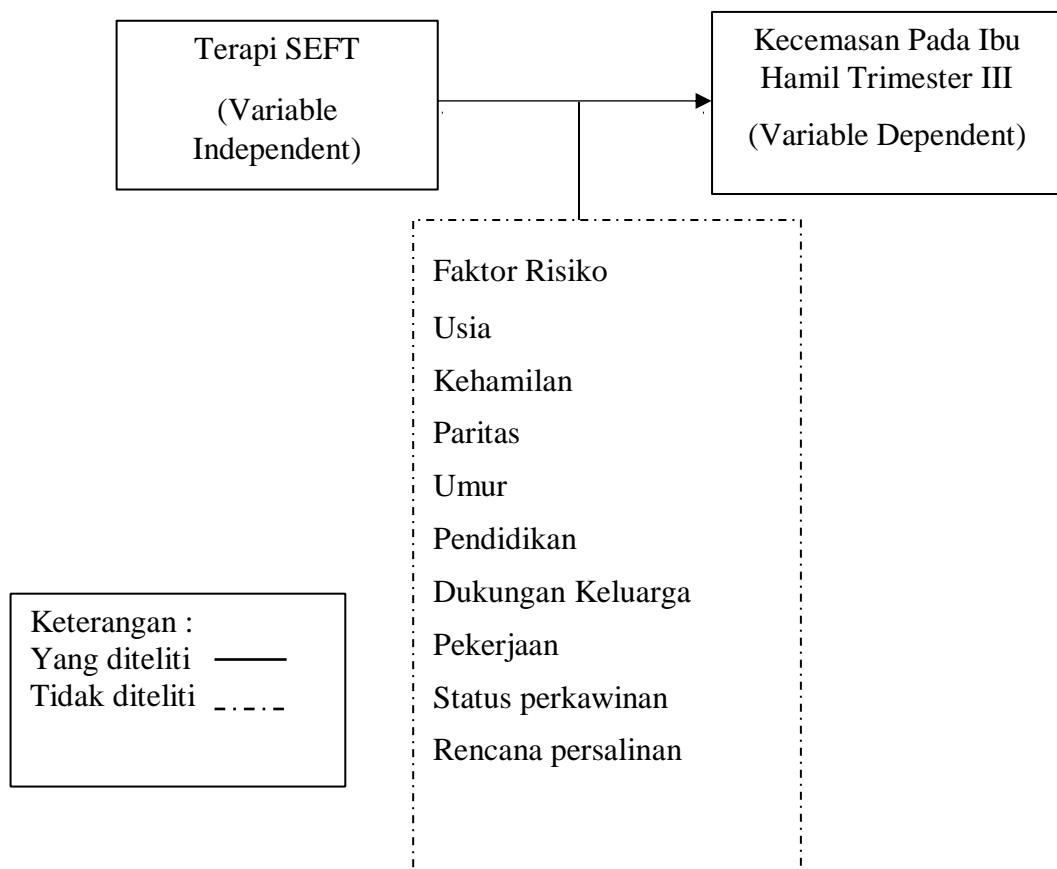 Terapi SEFT
(Variable
Independent)
Kecemasan Pada Ibu
Hamil Trimester III
(Variable Dependent)
Faktor Risiko
Usia
Kehamilan
Paritas
Umur
Pendidikan
Dukungan Keluarga
Pekerjaan
Status perkawinan
Rencana persalinan
Keterangan :
Yang diteliti
Tidak diteliti